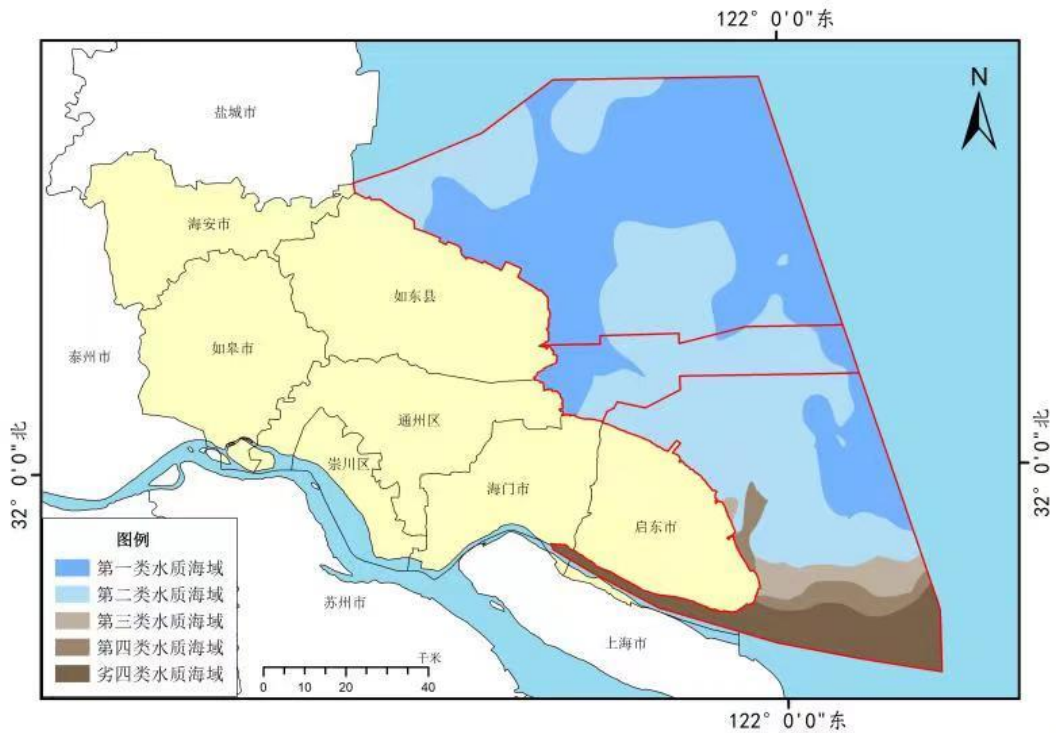 122° 0'0"东
N
盐城市
海安市
如东县
泰州市
如皋市
通州区
崇川区
海门市
启东市
32° 0'0"北
32° 0'0"北
图例
第一类水质海域
第二类水质海域
第三类水质海域
第四类水质海域
劣四类水质海域
苏州市
上海市
千米
0 10 20 40
122° 0'0"东